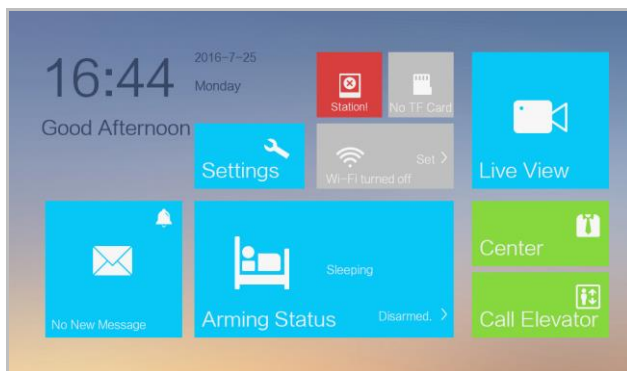 16:44
2016-7-25
Monday
Good Afternoon
Station!
No TF Card
Settings
Set >
Wi-Fi turned off
Live View
No New Message
Sleeping
Arming Status
Disarmed. >
Center
Call Elevator